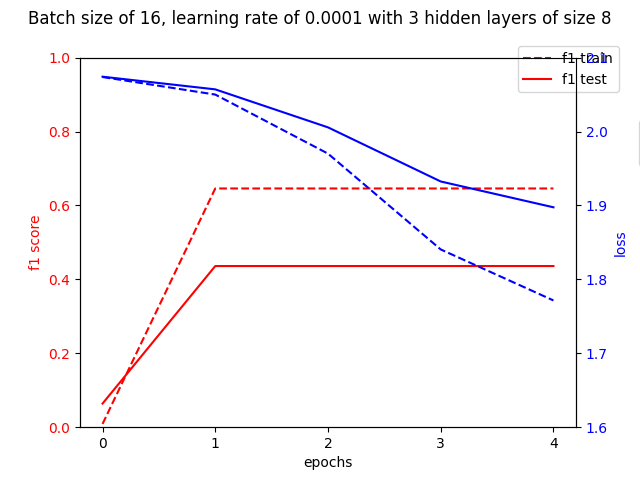 Batch size of 16, learning rate of 0.0001 with 3 hidden layers of size 8
1.0
0.8
0.6
0.4
0.2
0.0
f1 score
0
1
2
3
4
epochs
2.1
2.0
1.9
1.8
1.7
1.6
loss
f1 train
f1 test